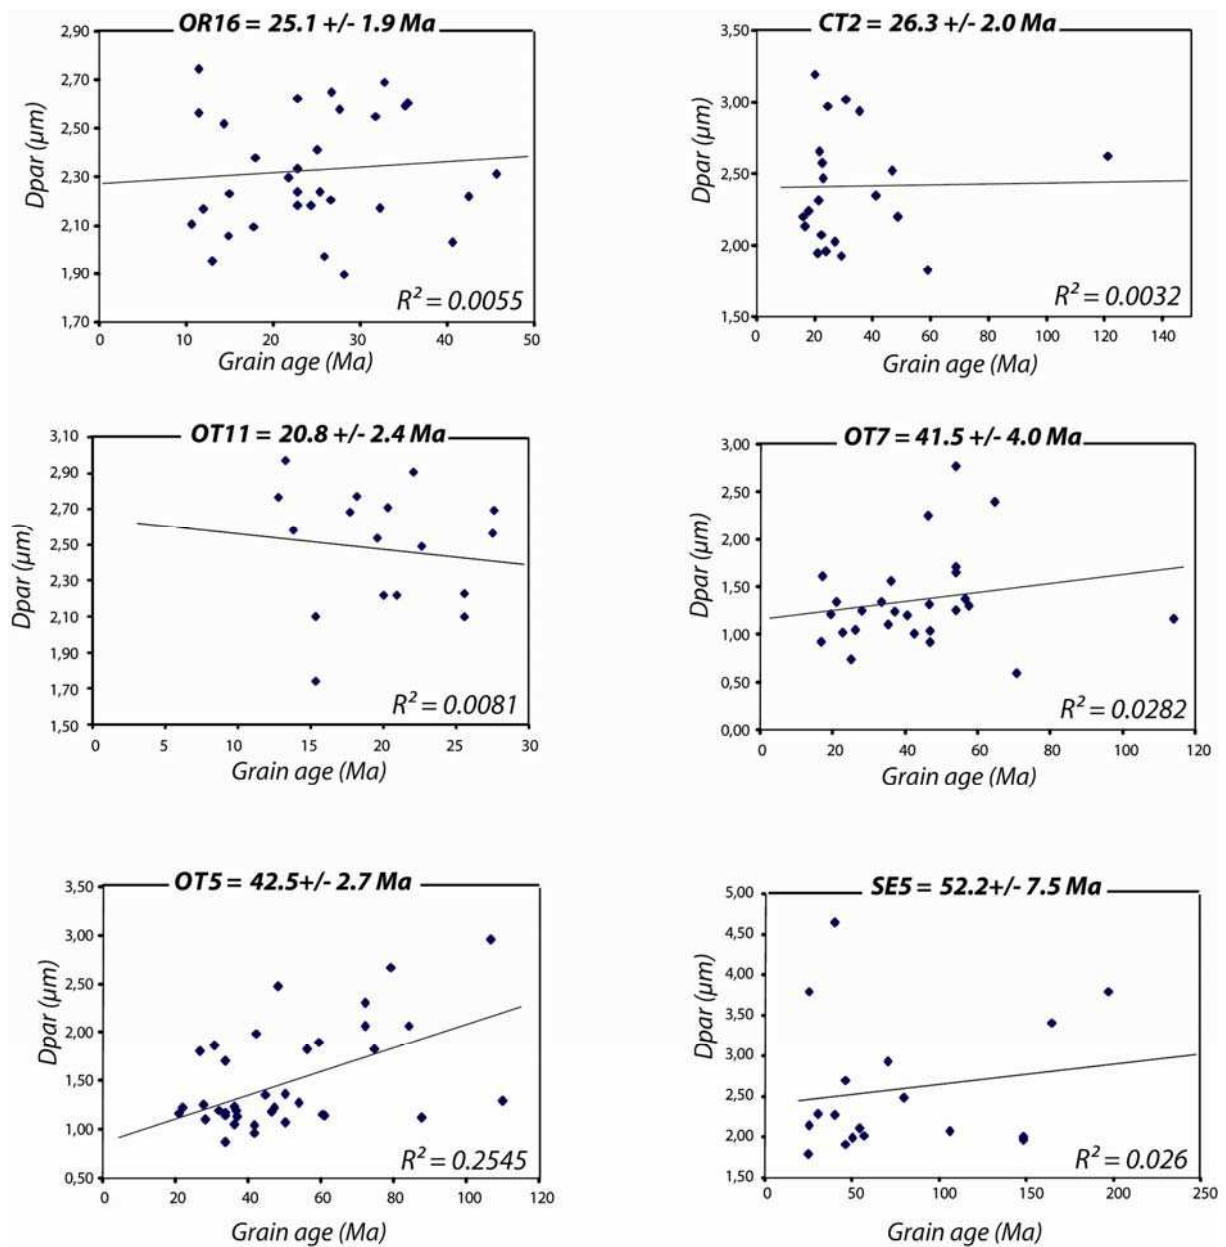 OR16 = 25.1 +/- 1.9 Ma
2,90
2,70
2,50
2,30
2,10
1,90
1,70
Dpar (µm)
R² = 0.0055
0 10 20 30 40 50
Grain age (Ma)
CT2 = 26.3 +/- 2.0 Ma
3,50
3,00
2,50
2,00
1,50
Dpar (µm)
R² = 0.0032
0 20 40 60 80 100 120 140
Grain age (Ma)
OT11 = 20.8 +/- 2.4 Ma
3,10
2,90
2,70
2,50
2,30
2,10
1,90
1,70
1,50
Dpar (µm)
R² = 0.0081
0 5 10 15 20 25 30
Grain age (Ma)
OT7 = 41.5 +/- 4.0 Ma
3,00
2,50
2,00
1,50
1,00
0,50
0,00
Dpar (µm)
R² = 0.0282
0 20 40 60 80 100 120
Grain age (Ma)
OT5 = 42.5+/- 2.7 Ma
3,50
3,00
2,50
2,00
1,50
1,00
0,50
Dpar (µm)
R² = 0.2545
0 20 40 60 80 100 120
Grain age (Ma)
SE5 = 52.2+/- 7.5 Ma
5,00
4,50
4,00
3,50
3,00
2,50
2,00
1,50
Dpar (µm)
R² = 0.026
0 50 100 150 200 250
Grain age (Ma)